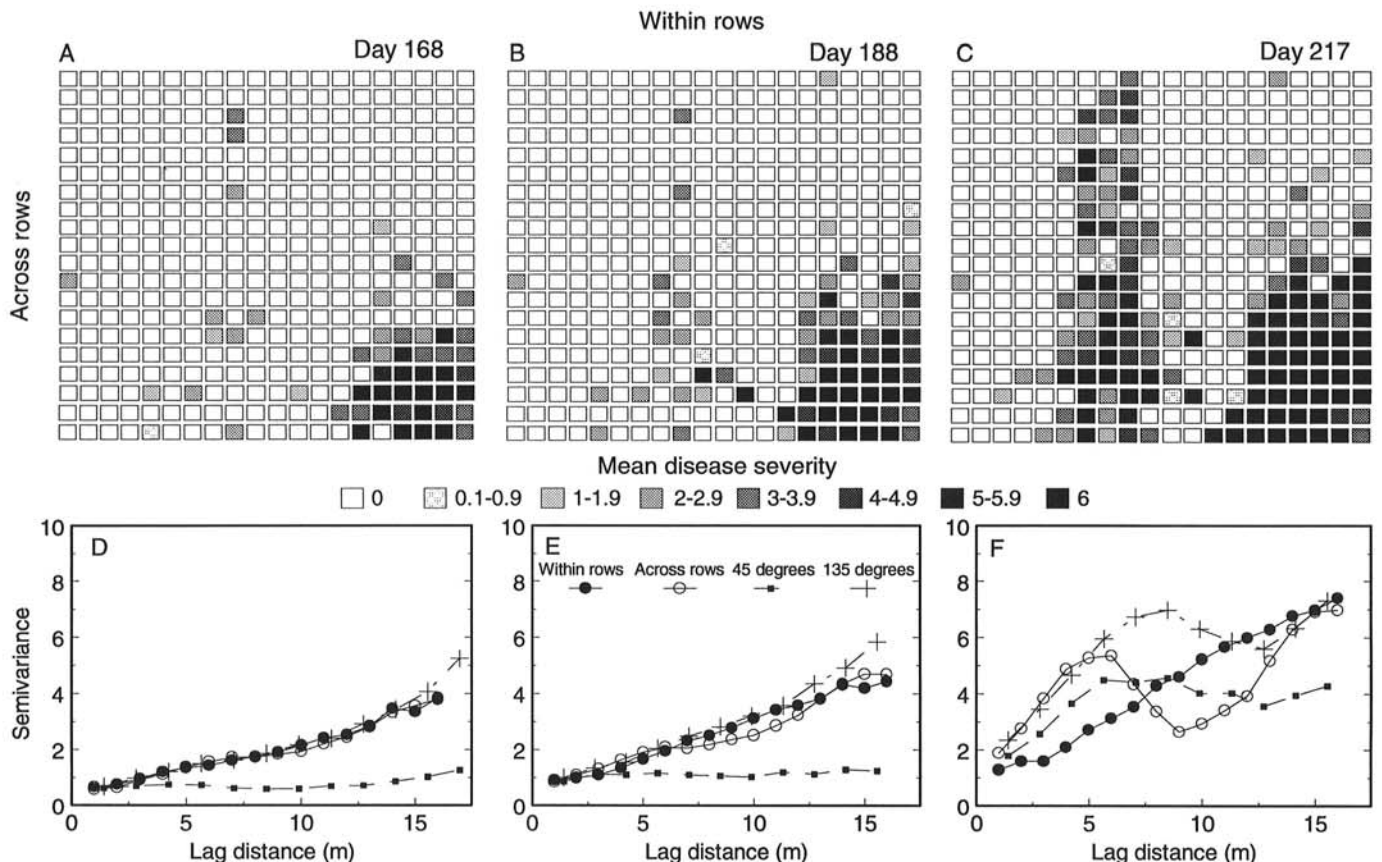 Within rows
A Day 168 B Day 188 C Day 217
Across rows
Mean disease severity
0 0.1-0.9 1-1.9 2-2.9 3-3.9 4-4.9 5-5.9 6
D E F
Within rows Across rows 45 degrees 135 degrees
Semivariance
10 10 10
8 8 8
6 6 6
4 4 4
2 2 2
0 0 0
0 5 10 15 0 5 10 15 0 5 10 15
Lag distance (m) Lag distance (m) Lag distance (m)